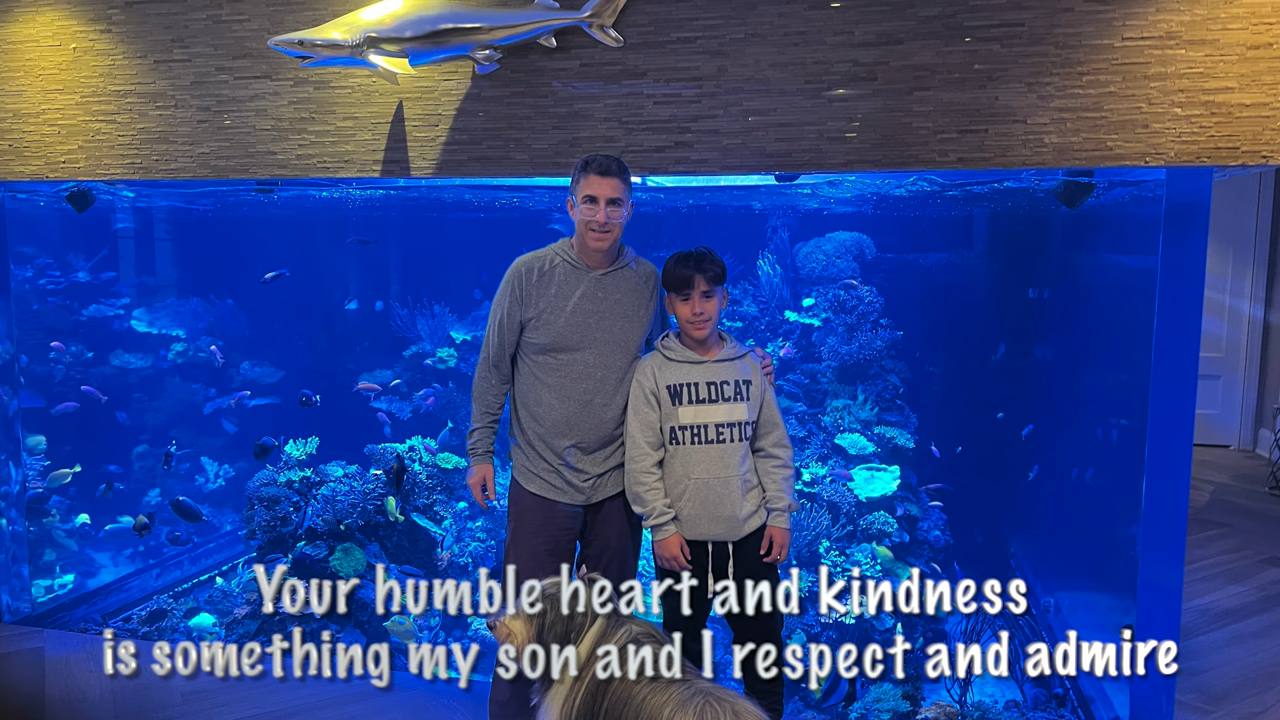 WILDCAT
ATHLETICS
Your humble heart and kindness
is something my son and I respect and admire